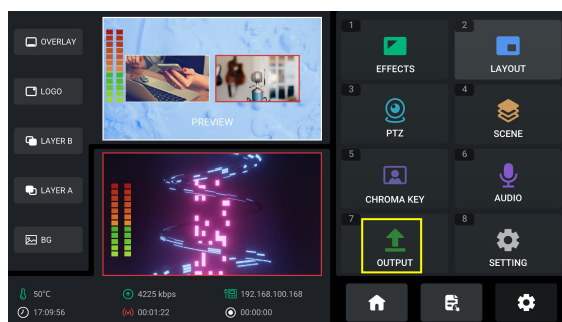 OVERLAY
LOGO
LAYER B
LAYER A
BG
PREVIEW
1
EFFECTS
2
LAYOUT
3
PTZ
4
SCENE
5
CHROMA KEY
6
AUDIO
7
OUTPUT
8
SETTING
50°C
4225 kbps
192.168.100.168
17:09:56
00:01:22
00:00:00